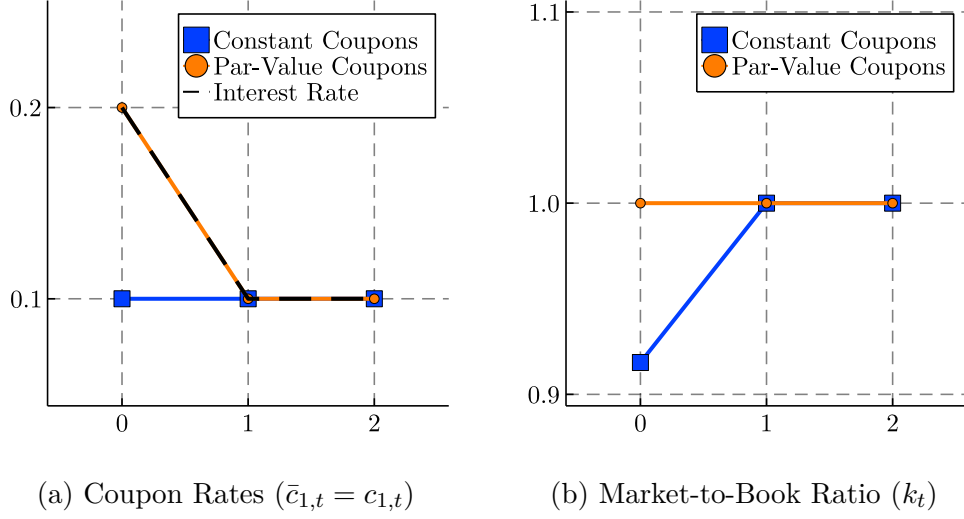 Constant Coupons
Par-Value Coupons
Interest Rate
0.2
0.1
0 1 2
(a) Coupon Rates (c̄₁,ₜ = c₁,ₜ)
Constant Coupons
Par-Value Coupons
1.1
1.0
0.9
0 1 2
(b) Market-to-Book Ratio (kₜ)